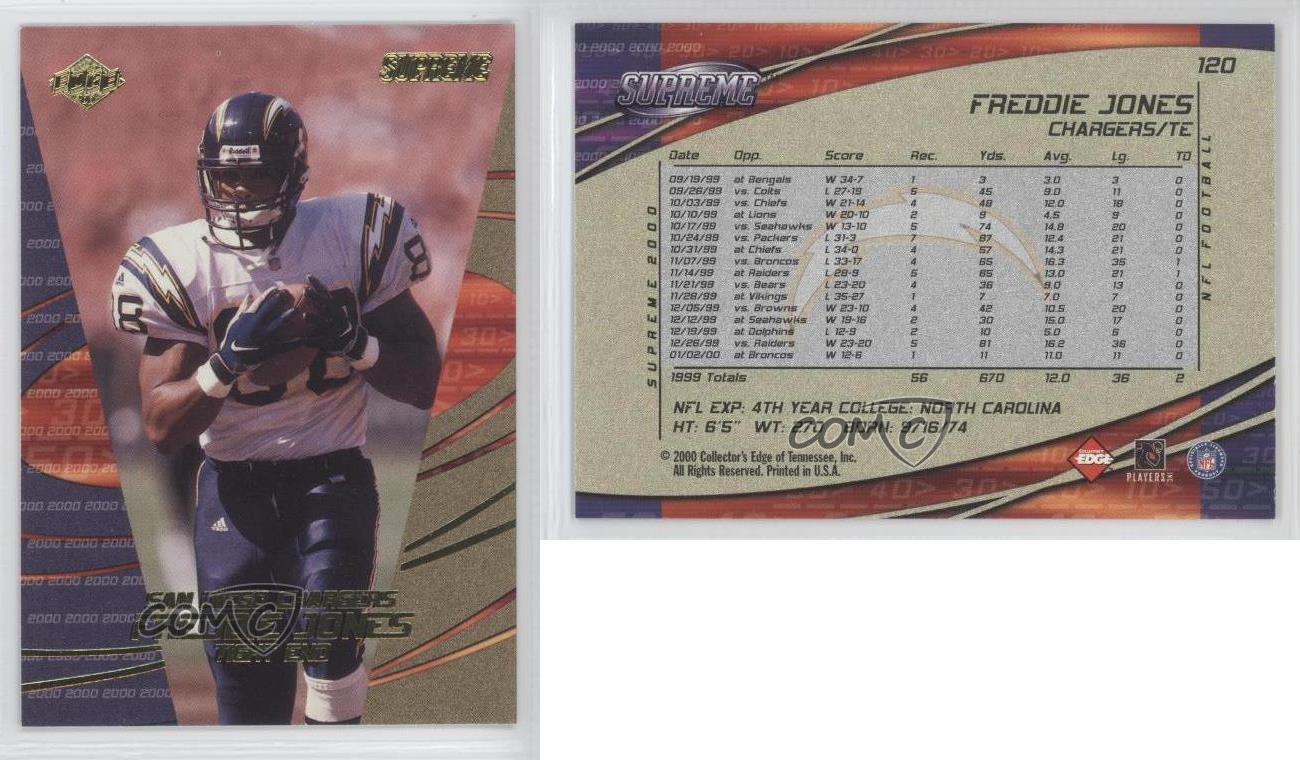 EDGE
SUPREME
Riddell
88
SAN DIEGO CHARGERS
FREDDIE JONES
TIGHT END
COMC
adidas
2000 2000 2000
SUPREME
120
FREDDIE JONES
CHARGERS/TE
Date Opp. Score Rec. Yds. Avg. Lg. TD
09/19/99 at Bengals W 34-7 1 3 3.0 3 0
09/26/99 vs. Colts L 27-19 5 45 9.0 11 0
10/03/99 vs. Chiefs W 21-14 4 48 12.0 18 0
10/10/99 at Lions W 20-10 2 9 4.5 9 0
10/17/99 vs. Seahawks W 13-10 5 74 14.8 20 0
10/24/99 vs. Packers L 31-3 7 87 12.4 21 0
10/31/99 at Chiefs L 34-0 4 57 14.3 21 0
11/07/99 vs. Broncos L 33-17 4 65 16.3 35 1
11/14/99 at Raiders L 28-9 5 65 13.0 21 1
11/21/99 vs. Bears L 23-20 4 36 9.0 13 0
11/28/99 at Vikings L 35-27 1 7 7.0 7 0
12/05/99 vs. Browns W 23-10 4 42 10.5 20 0
12/12/99 at Seahawks W 19-16 2 30 15.0 17 0
12/19/99 at Dolphins L 12-9 2 10 5.0 5 0
12/26/99 vs. Raiders W 23-20 5 81 16.2 36 0
01/02/00 at Broncos W 12-6 1 11 11.0 11 0
1999 Totals 56 670 12.0 36 2
SUPREME 2000
NFL FOOTBALL
NFL EXP: 4TH YEAR COLLEGE: NORTH CAROLINA
HT: 6'5" WT: 270 BORN: 9/16/74
COMC
© 2000 Collector's Edge of Tennessee, Inc.
All Rights Reserved. Printed in U.S.A.
EDGE
PLAYERS INC
NFL